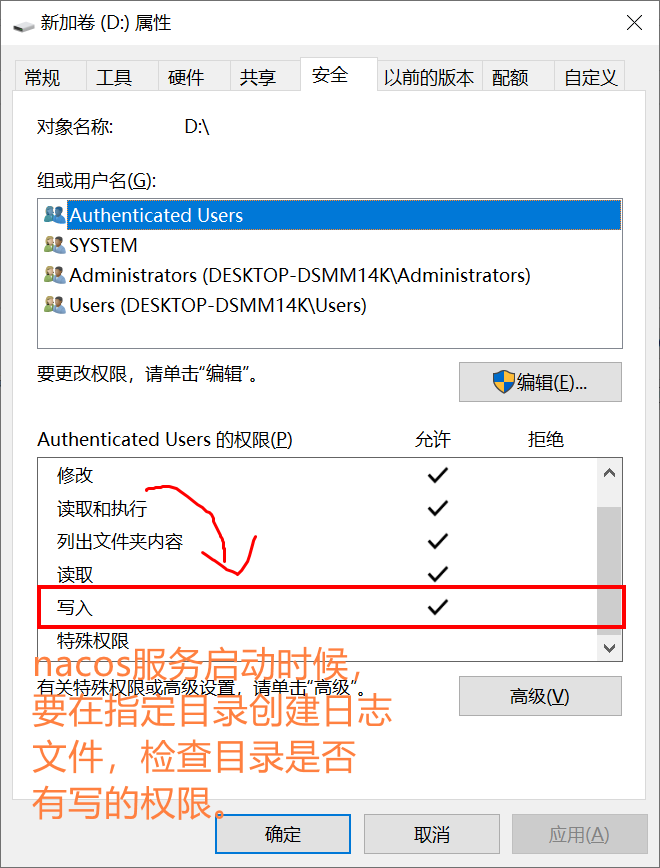 新加卷 (D:) 属性
常规 工具 硬件 共享 安全 以前的版本 配额 自定义
对象名称: D:\
组或用户名(G):
Authenticated Users
SYSTEM
Administrators (DESKTOP-DSMM14K\Administrators)
Users (DESKTOP-DSMM14K\Users)
要更改权限，请单击“编辑”。
编辑(E)...
Authenticated Users 的权限(P) 允许 拒绝
修改
读取和执行
列出文件夹内容
读取
写入
特殊权限
nacos服务启动时候，
有关特殊权限或高级设置，请单击“高级”。
高级(V)
要在指定目录创建日志
文件，检查目录是否
有写的权限。
确定 取消 应用(A)